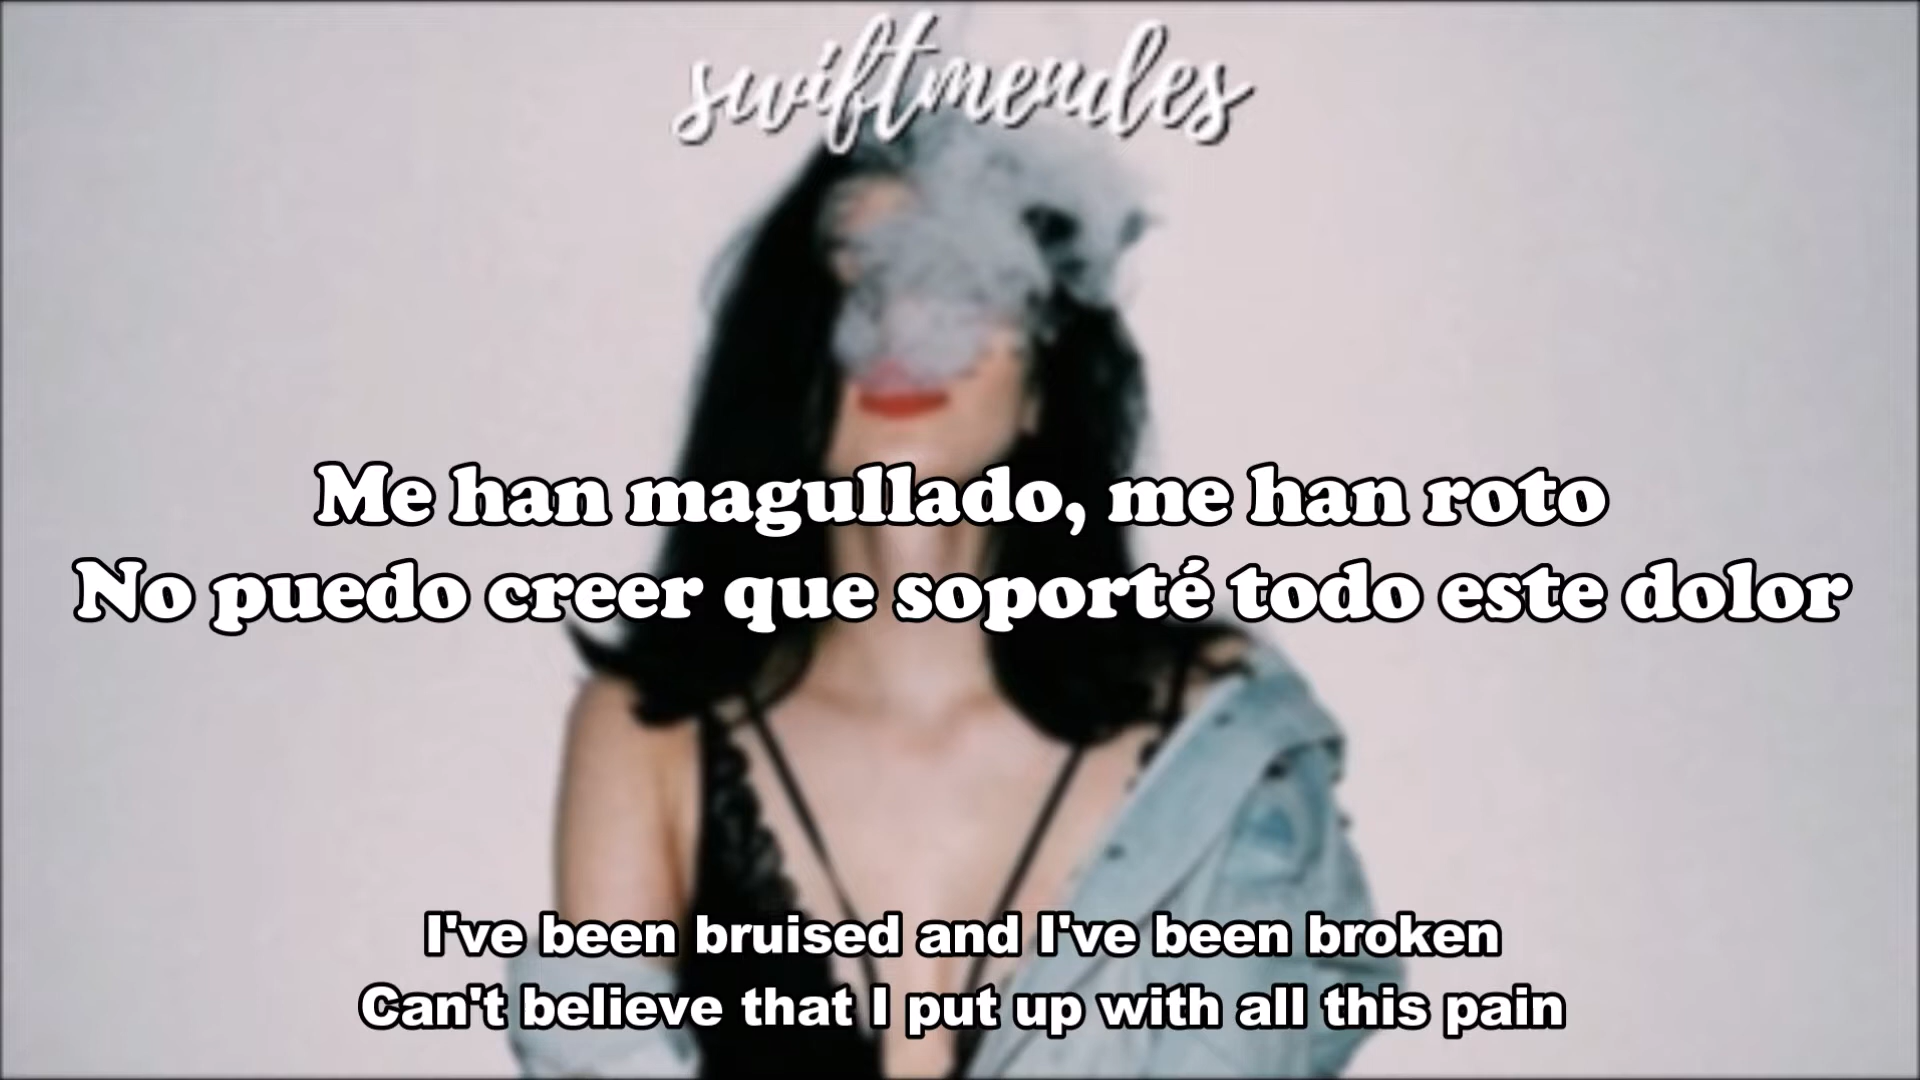 swiftmendes
Me han magullado, me han roto
No puedo creer que soporté todo este dolor
I've been bruised and I've been broken
Can't believe that I put up with all this pain